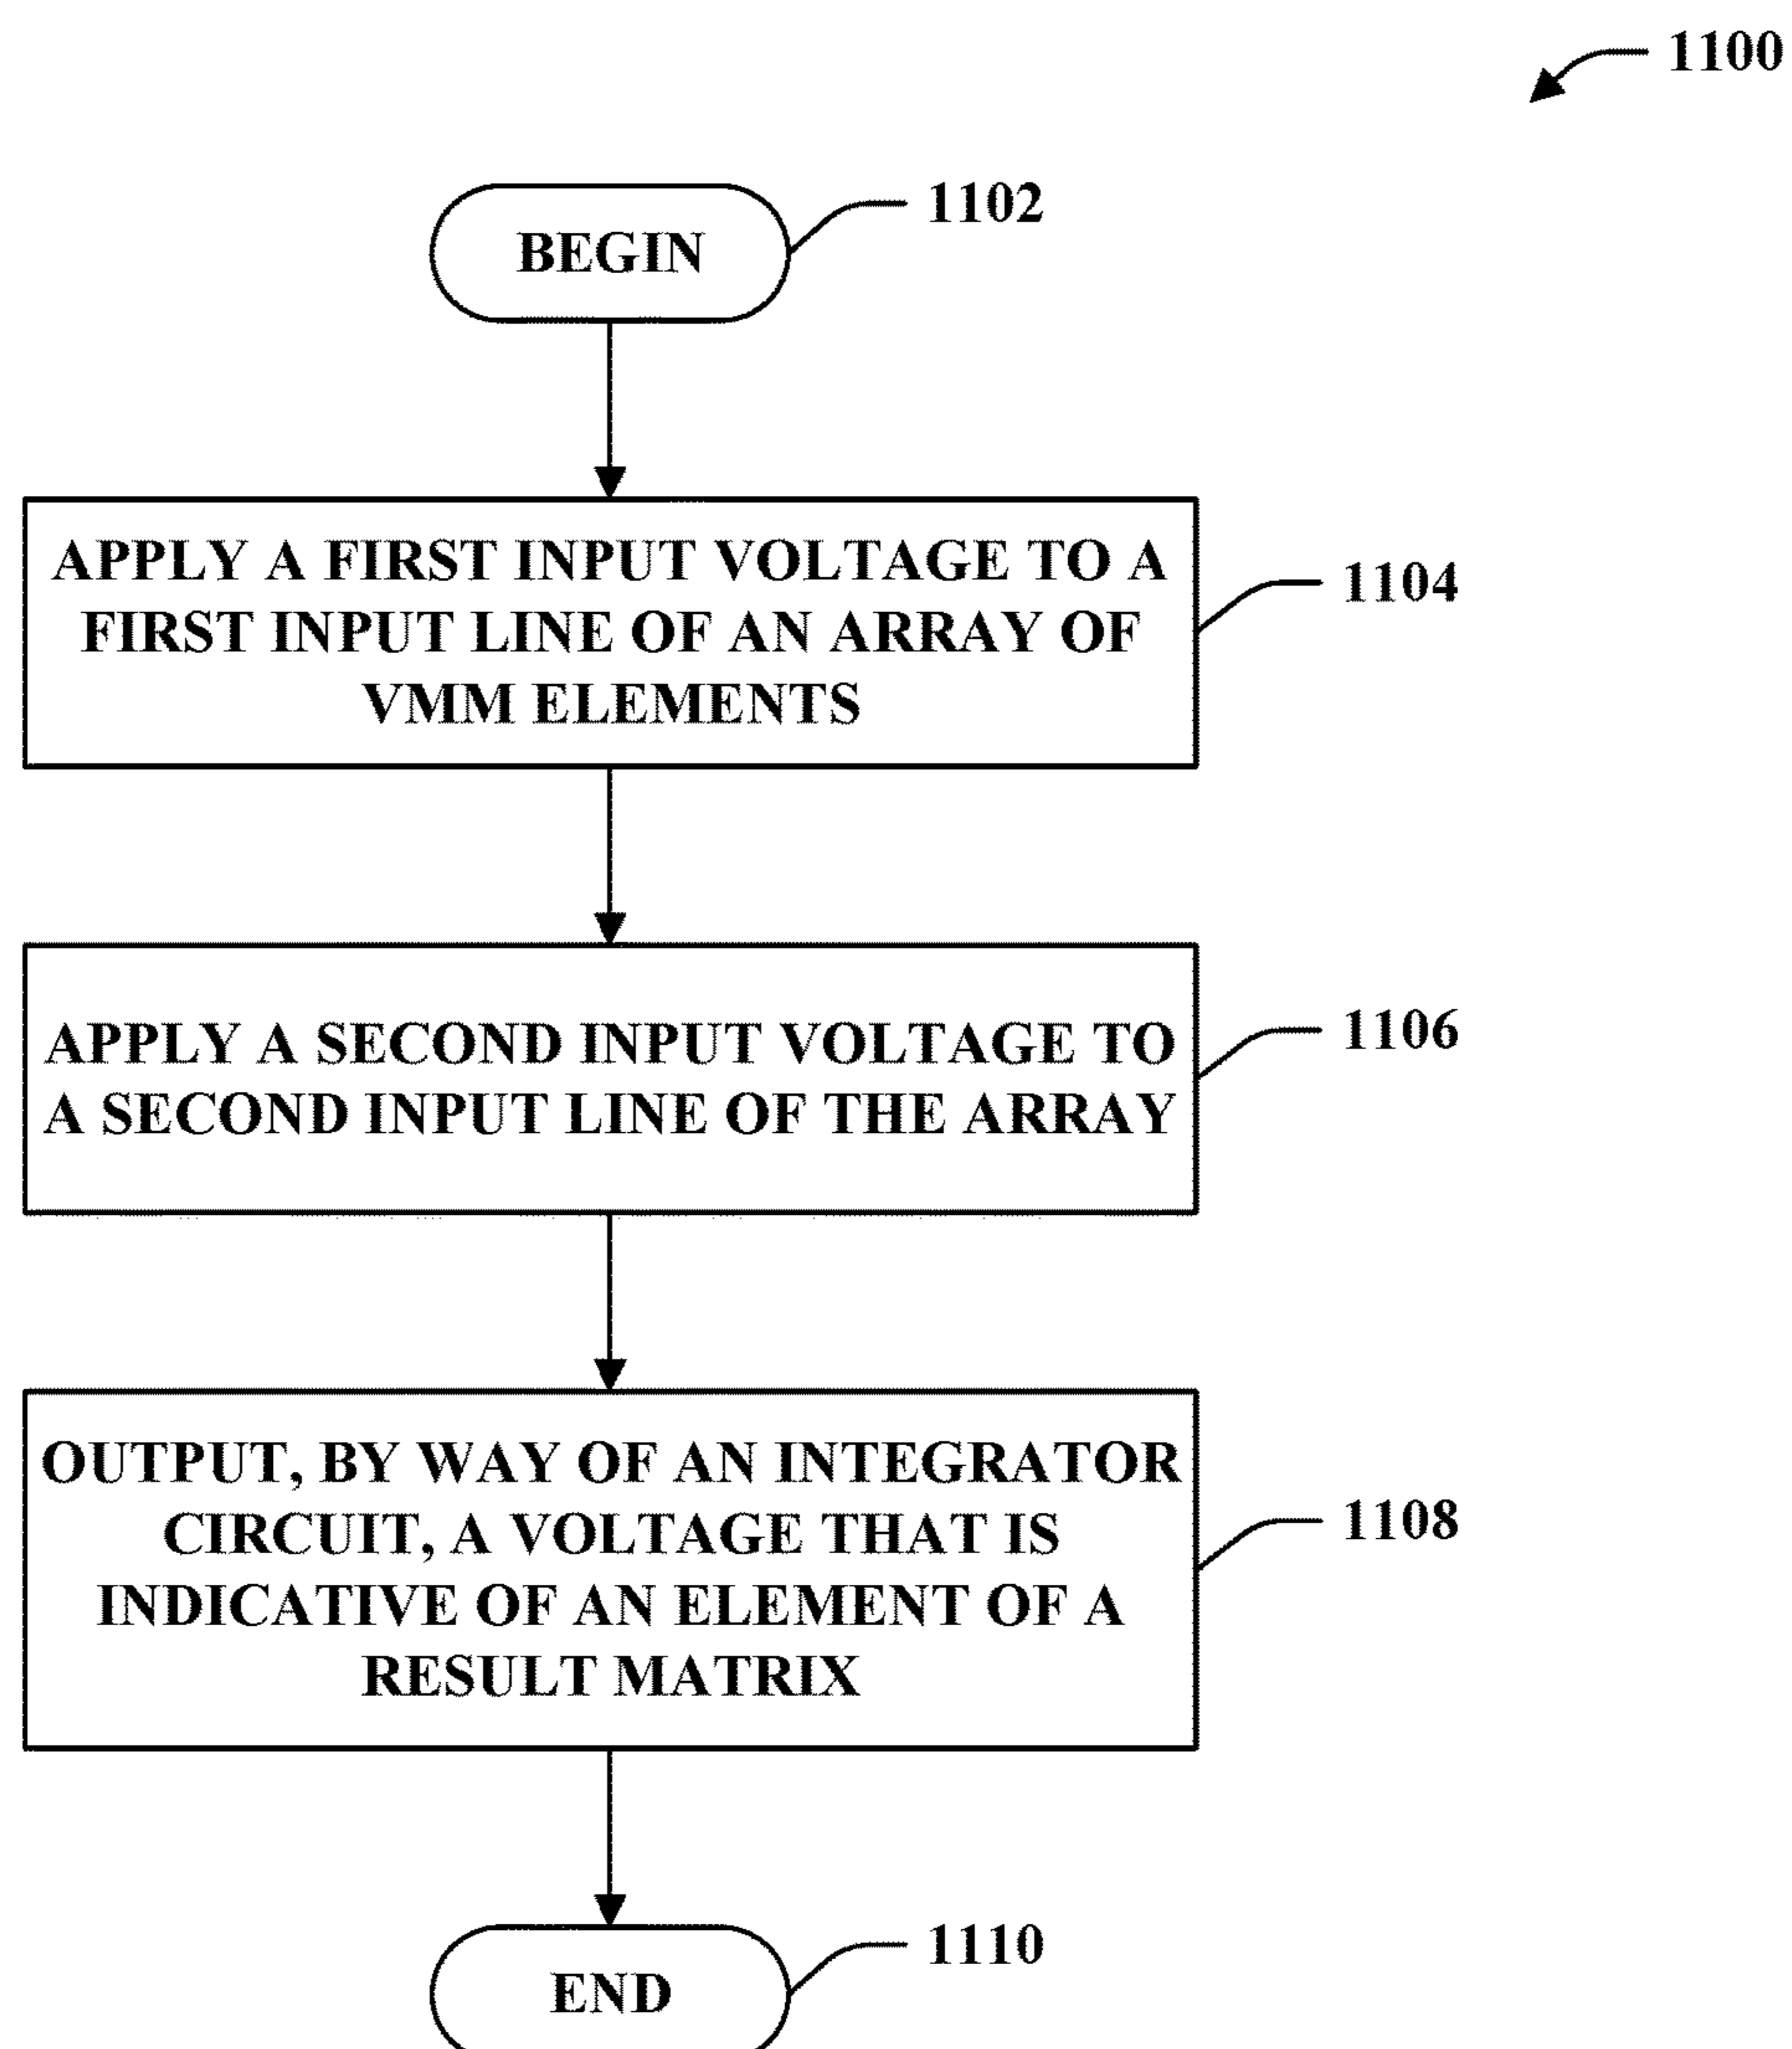 1100
BEGIN
1102
APPLY A FIRST INPUT VOLTAGE TO A
FIRST INPUT LINE OF AN ARRAY OF
VMM ELEMENTS
1104
APPLY A SECOND INPUT VOLTAGE TO
A SECOND INPUT LINE OF THE ARRAY
1106
OUTPUT, BY WAY OF AN INTEGRATOR
CIRCUIT, A VOLTAGE THAT IS
INDICATIVE OF AN ELEMENT OF A
RESULT MATRIX
1108
END
1110